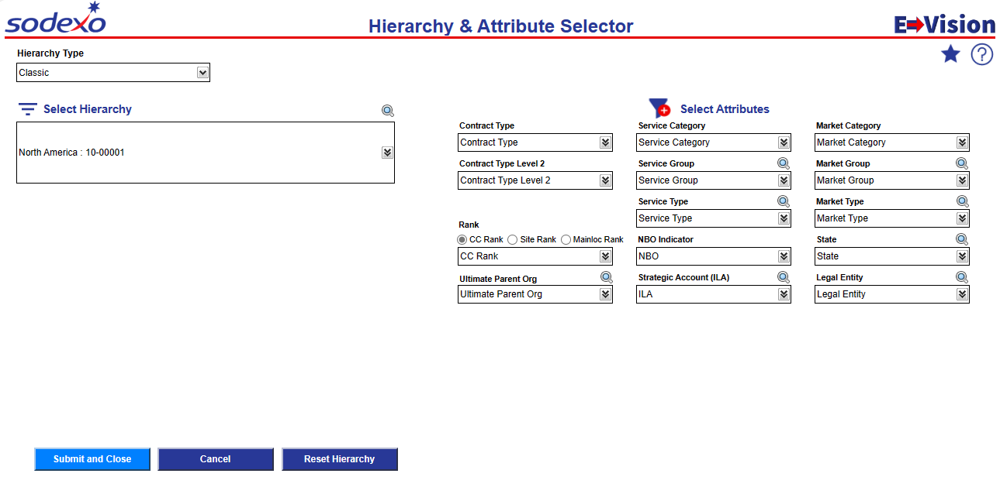 sodexo
Hierarchy & Attribute Selector
E Vision
Hierarchy Type
Classic
?
Select Hierarchy
North America : 10-00001
Select Attributes
Contract Type
Service Category
Market Category
Contract Type
Service Category
Market Category
Contract Type Level 2
Service Group
Market Group
Contract Type Level 2
Service Group
Market Group
Service Type
Market Type
Service Type
Market Type
Rank
CC Rank Site Rank Mainloc Rank
NBO Indicator
State
CC Rank
NBO
State
Ultimate Parent Org
Strategic Account (ILA)
Legal Entity
Ultimate Parent Org
ILA
Legal Entity
Submit and Close
Cancel
Reset Hierarchy